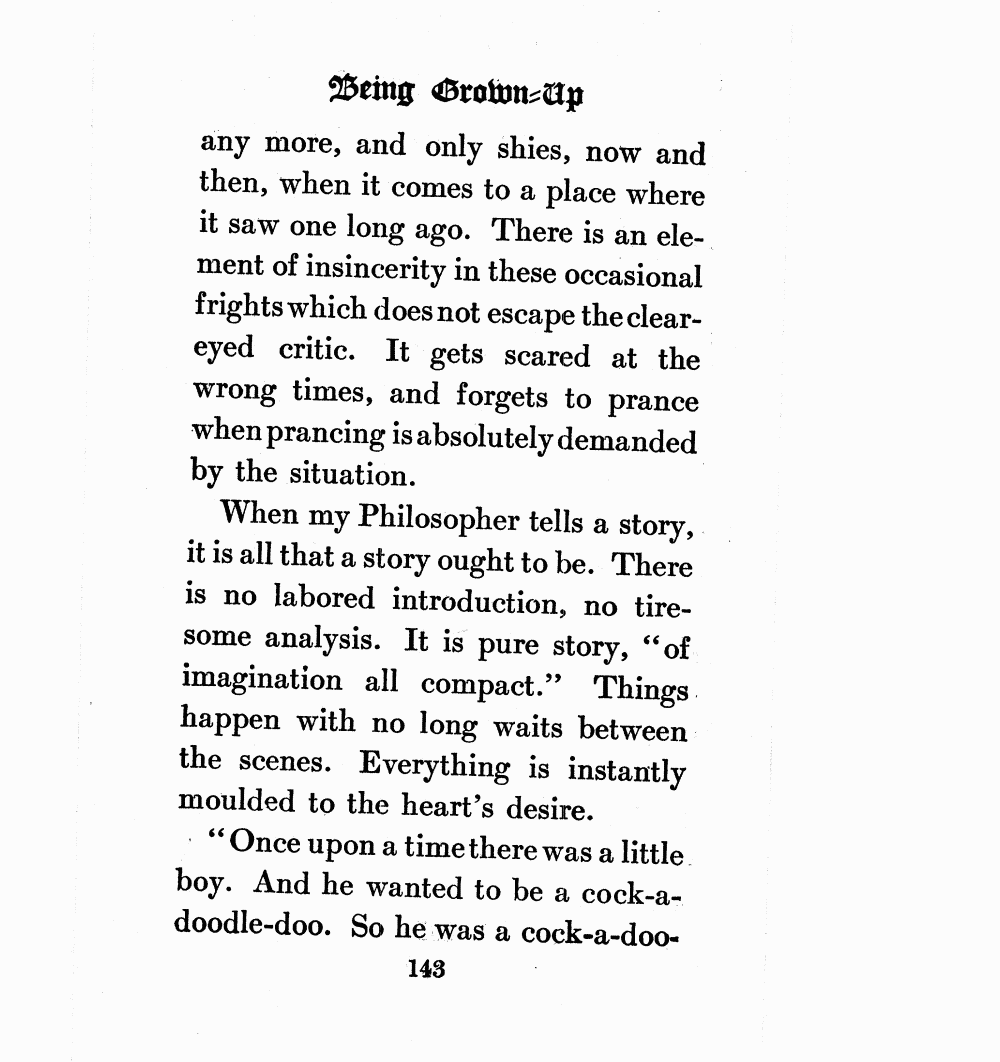 Being Grown-Up
any more, and only shies, now and
then, when it comes to a place where
it saw one long ago. There is an ele-
ment of insincerity in these occasional
frights which does not escape the clear-
eyed critic. It gets scared at the
wrong times, and forgets to prance
when prancing is absolutely demanded
by the situation.
When my Philosopher tells a story,
it is all that a story ought to be. There
is no labored introduction, no tire-
some analysis. It is pure story, “of
imagination all compact.” Things
happen with no long waits between
the scenes. Everything is instantly
moulded to the heart’s desire.
“Once upon a time there was a little
boy. And he wanted to be a cock-a-
doodle-doo. So he was a cock-a-doo-
143